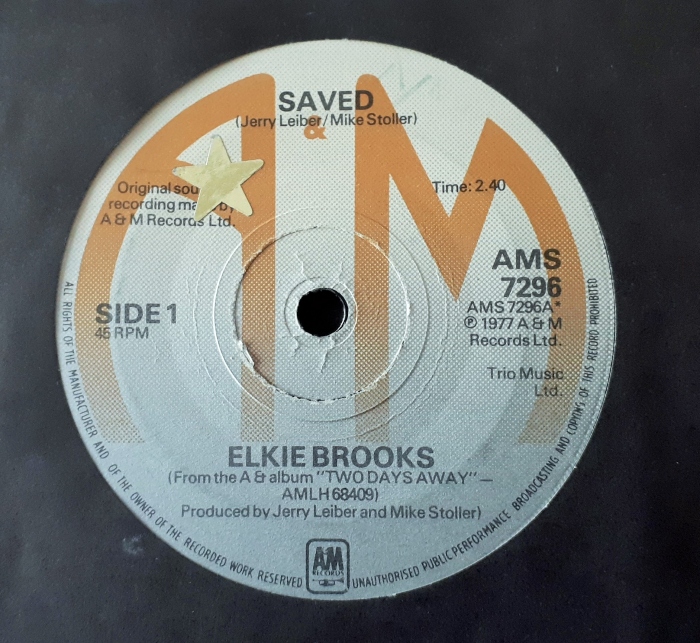 SAVED
(Jerry Leiber/Mike Stoller)
&
Original sou
recording ma by
A & M Records Ltd.
Time: 2.40
SIDE 1
45 RPM
AMS
7296
AMS 7296A*
℗ 1977 A & M
Records Ltd.
Trio Music
Ltd.
ELKIE BROOKS
(From the A & album "TWO DAYS AWAY" —
AMLH 68409)
Produced by Jerry Leiber and Mike Stoller)
ALL RIGHTS OF THE MANUFACTURER AND OF THE OWNER OF THE RECORDED WORK RESERVED
UNAUTHORISED PUBLIC PERFORMANCE BROADCASTING AND COPYING OF THIS RECORD PROHIBITED
AM
RECORDS